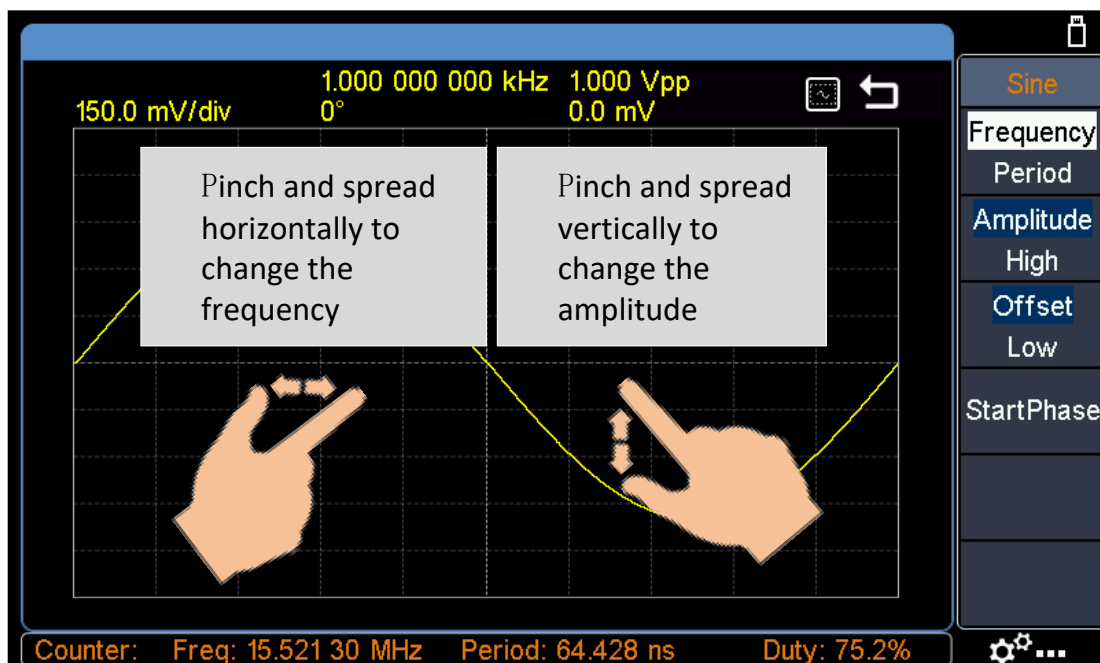 1.000 000 000 kHz 1.000 Vpp
150.0 mV/div 0° 0.0 mV
Pinch and spread
horizontally to
change the
frequency
Pinch and spread
vertically to
change the
amplitude
Sine
Frequency
Period
Amplitude
High
Offset
Low
StartPhase
Counter: Freq: 15.521 30 MHz Period: 64.428 ns Duty: 75.2%